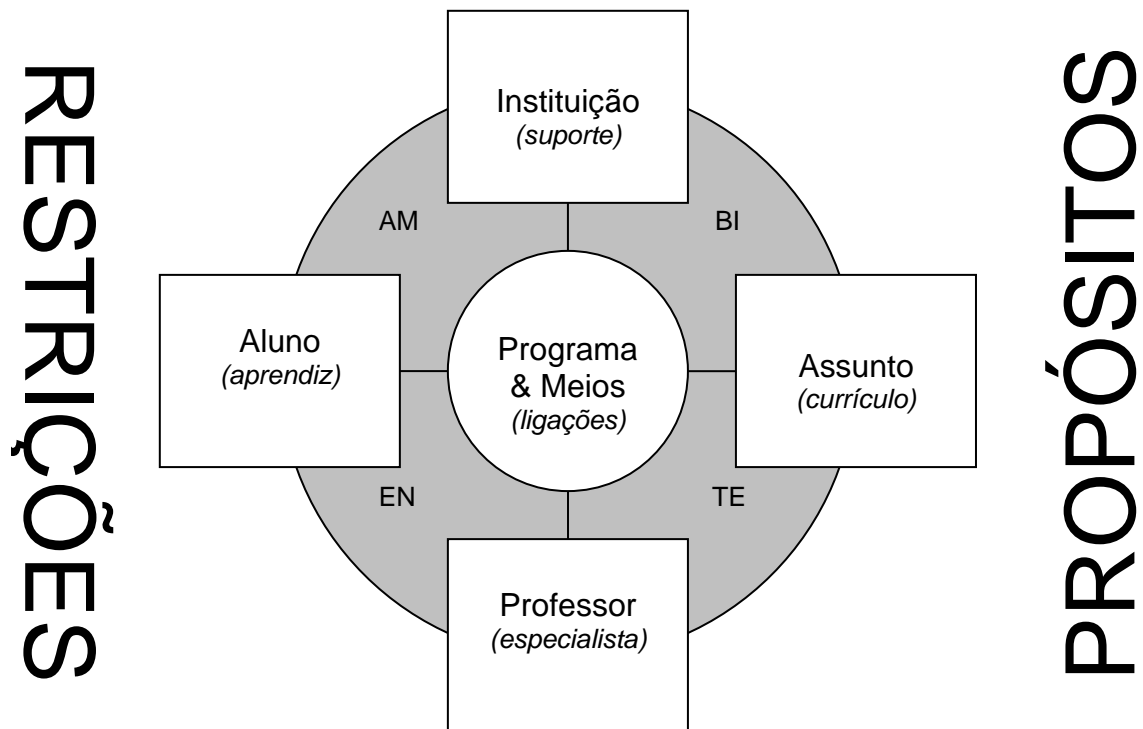 RESTRIÇÕES
Instituição
(suporte)
AM
BI
Aluno
(aprendiz)
Programa
& Meios
(ligações)
Assunto
(currículo)
EN
TE
Professor
(especialista)
PROPÓSITOS